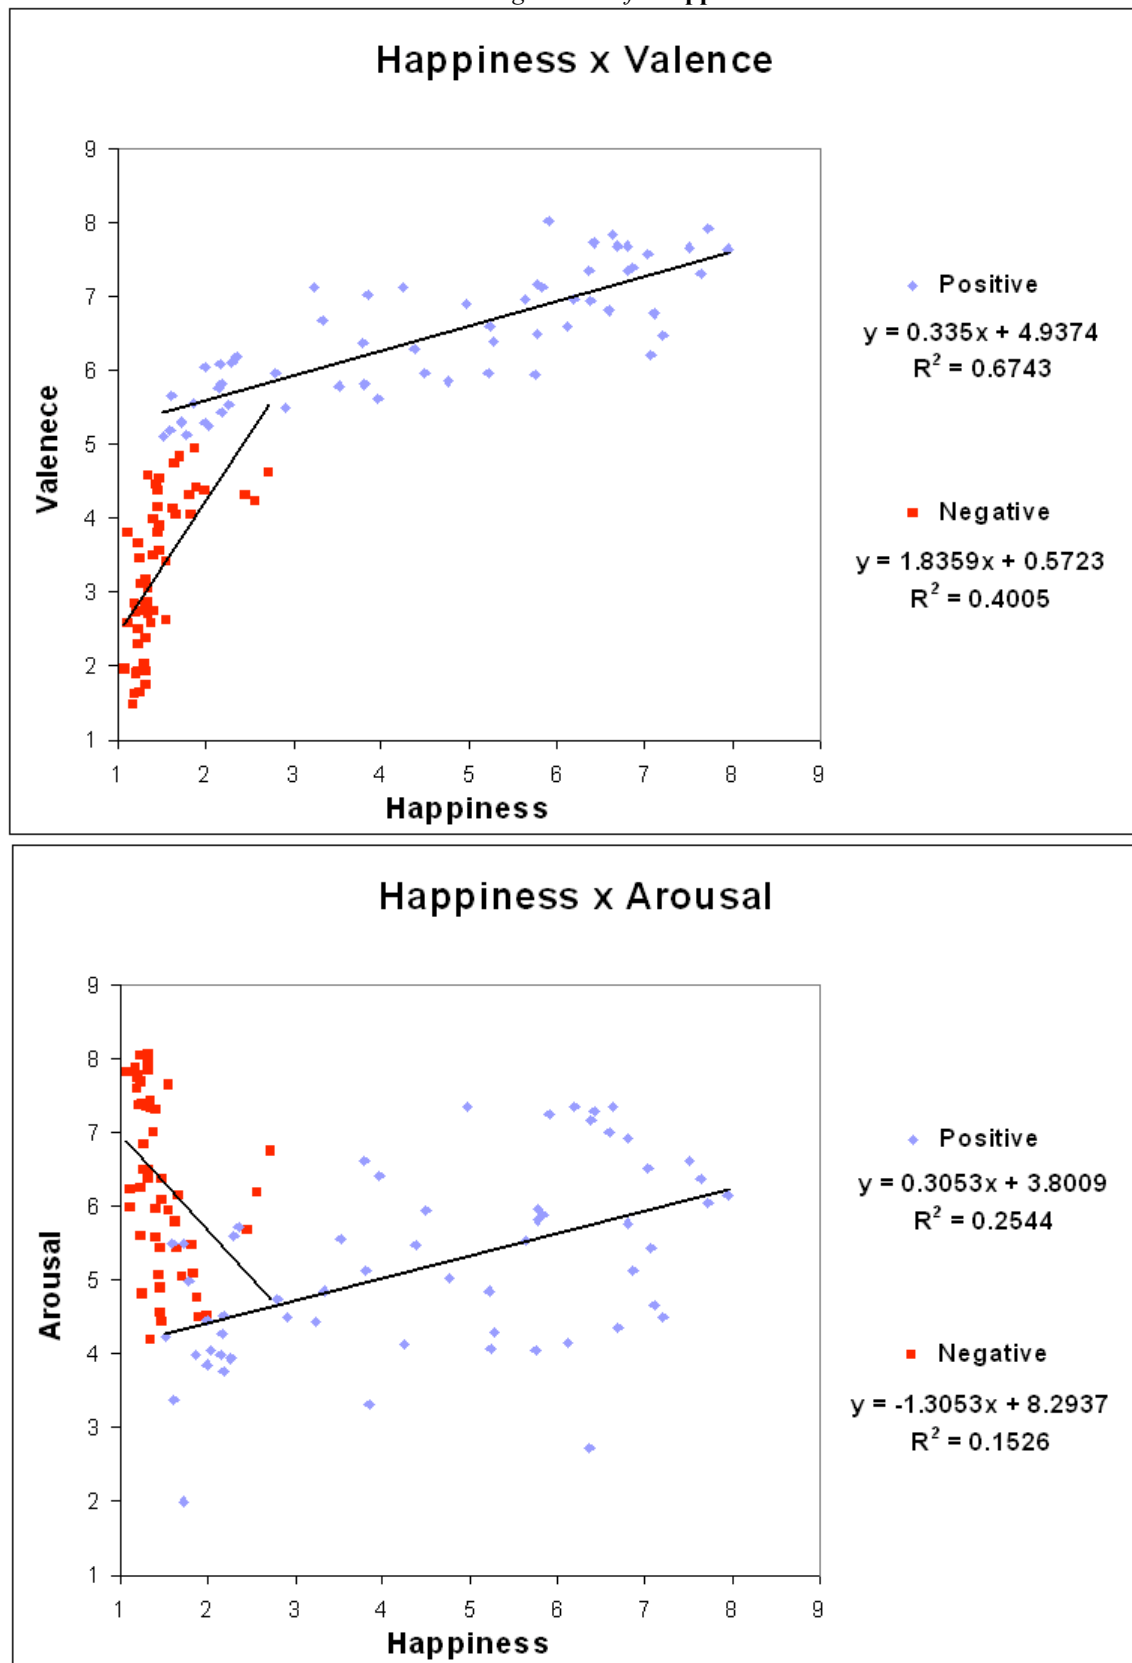 Happiness x Valence
9
8
7
6
5
4
3
2
1
Valenece
1 2 3 4 5 6 7 8 9
Happiness
Positive
y = 0.335x + 4.9374
R² = 0.6743
Negative
y = 1.8359x + 0.5723
R² = 0.4005
Happiness x Arousal
9
8
7
6
5
4
3
2
1
Arousal
1 2 3 4 5 6 7 8 9
Happiness
Positive
y = 0.3053x + 3.8009
R² = 0.2544
Negative
y = -1.3053x + 8.2937
R² = 0.1526